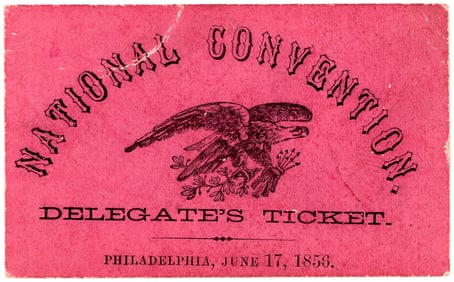 NATIONAL CONVENTION.
DELEGATE'S TICKET.
PHILADELPHIA, JUNE 17, 1856.